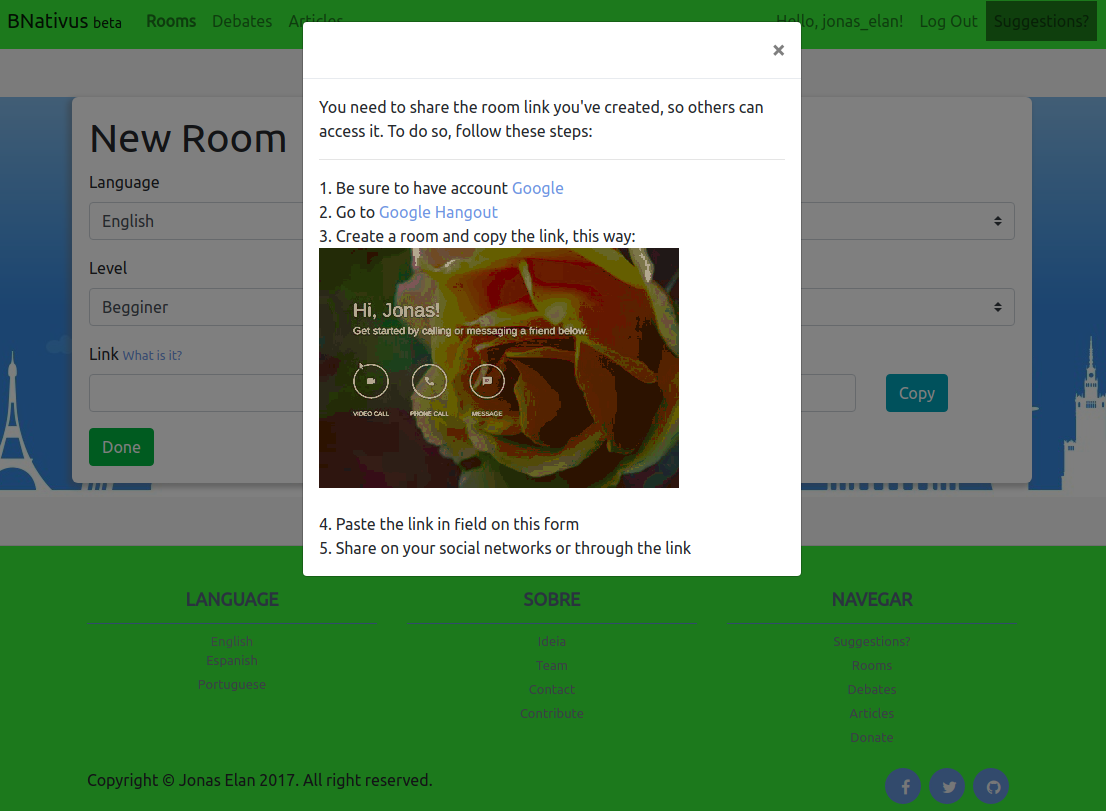 BNativus beta Rooms Debates Articles Hello, jonas_elan! Log Out Suggestions?
×
You need to share the room link you've created, so others can
access it. To do so, follow these steps:
New Room
Language
1. Be sure to have account Google
2. Go to Google Hangout
English
3. Create a room and copy the link, this way:
Level
Begginer
Hi, Jonas!
Get started by calling or messaging a friend below.
Link What is it?
Copy
VIDEO CALL PHONE CALL MESSAGE
Done
4. Paste the link in field on this form
5. Share on your social networks or through the link
LANGUAGE SOBRE NAVEGAR
English Ideia Suggestions?
Espanish Team Rooms
Portuguese Contact Debates
Contribute Articles
Donate
Copyright © Jonas Elan 2017. All right reserved.